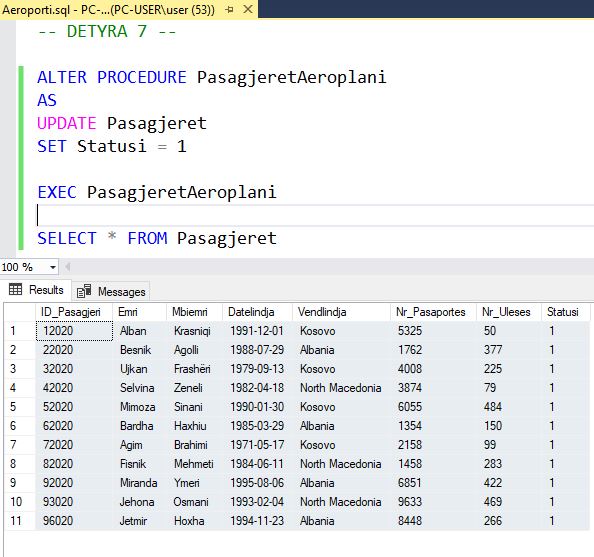 Aeroporti.sql - PC-...(PC-USER\user (53))
-- DETYRA 7 --
ALTER PROCEDURE PasagjeretAeroplani
AS
UPDATE Pasagjeret
SET Statusi = 1
EXEC PasagjeretAeroplani
SELECT * FROM Pasagjeret
100 %
Results Messages
ID_Pasagjeri Emri Mbiemri Datelindja Vendlindja Nr_Pasaportes Nr_Uleses Statusi
1 12020 Alban Krasniqi 1991-12-01 Kosovo 5325 50 1
2 22020 Besnik Agolli 1988-07-29 Albania 1762 377 1
3 32020 Ujkan Frashëri 1979-09-13 Kosovo 4008 225 1
4 42020 Selvina Zeneli 1982-04-18 North Macedonia 3874 79 1
5 52020 Mimoza Sinani 1990-01-30 Kosovo 6055 484 1
6 62020 Bardha Haxhiu 1985-03-29 Albania 1354 150 1
7 72020 Agim Brahimi 1971-05-17 Kosovo 2158 99 1
8 82020 Fisnik Mehmeti 1984-06-11 North Macedonia 1458 283 1
9 92020 Miranda Ymeri 1995-08-06 Albania 6851 422 1
10 93020 Jehona Osmani 1993-02-04 North Macedonia 9633 469 1
11 96020 Jetmir Hoxha 1994-11-23 Albania 8448 266 1